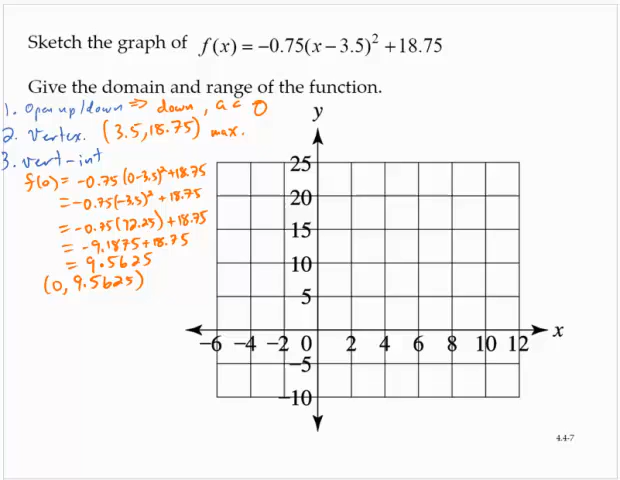 Sketch the graph of f(x) = −0.75(x − 3.5)² + 18.75
Give the domain and range of the function.
1. Open up/down ⇒ down, a < 0
2. Vertex. (3.5, 18.75) max.
3. vert-int
f(0) = -0.75 (0-3.5)² + 18.75
= -0.75(-3.5)² + 18.75
= -0.75(12.25) + 18.75
= -9.1875 + 18.75
= 9.5625
(0, 9.5625)
y
25
20
15
10
5
−6 −4 −2 0 2 4 6 8 10 12 x
−5
−10
4.4-7